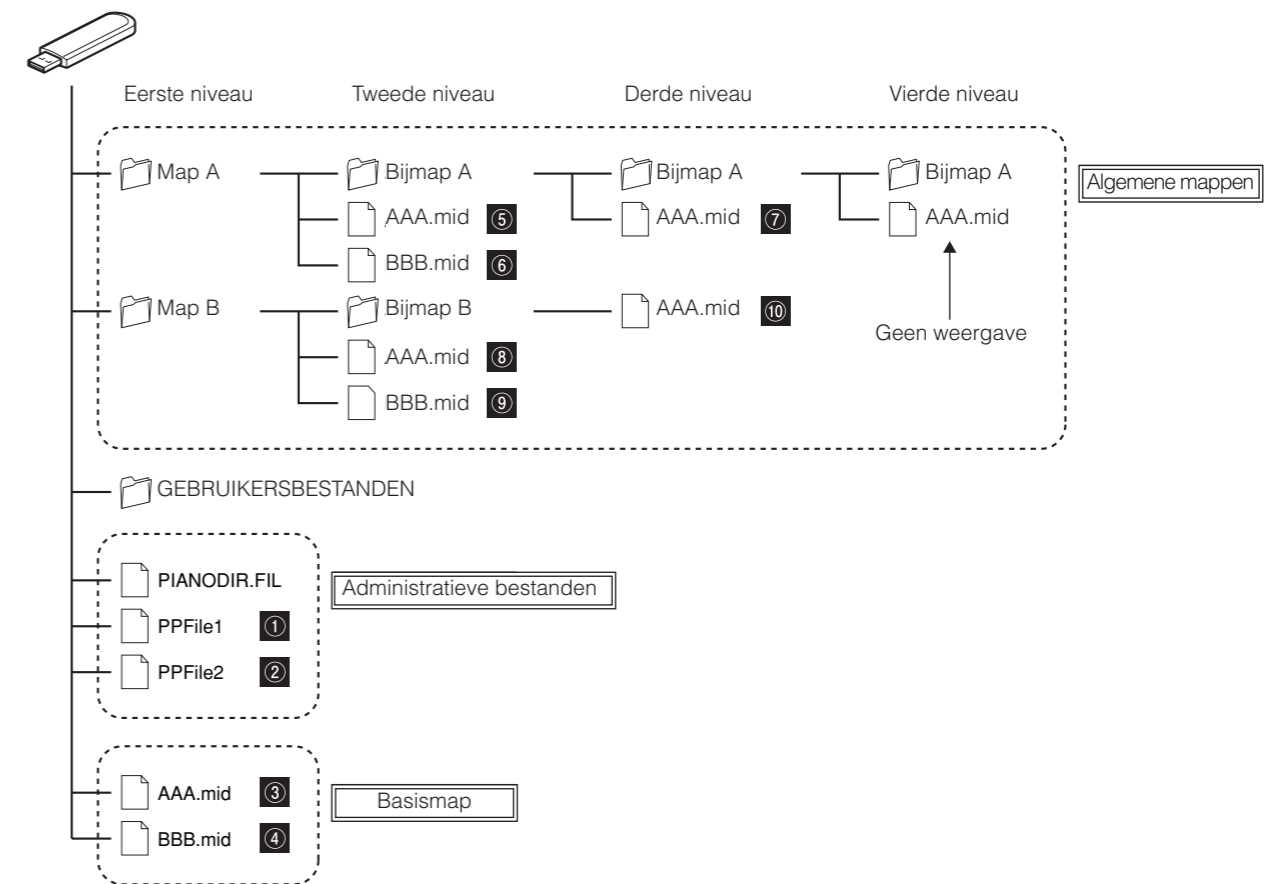 Eerste niveau Tweede niveau Derde niveau Vierde niveau
Map A Bijmap A Bijmap A Bijmap A
Algemene mappen
AAA.mid ⑤ AAA.mid ⑦ AAA.mid
BBB.mid ⑥
Map B Bijmap B AAA.mid ⑩
Geen weergave
AAA.mid ⑧
BBB.mid ⑨
GEBRUIKERSBESTANDEN
PIANODIR.FIL
Administratieve bestanden
PPFile1 ①
PPFile2 ②
AAA.mid ③
Basismap
BBB.mid ④